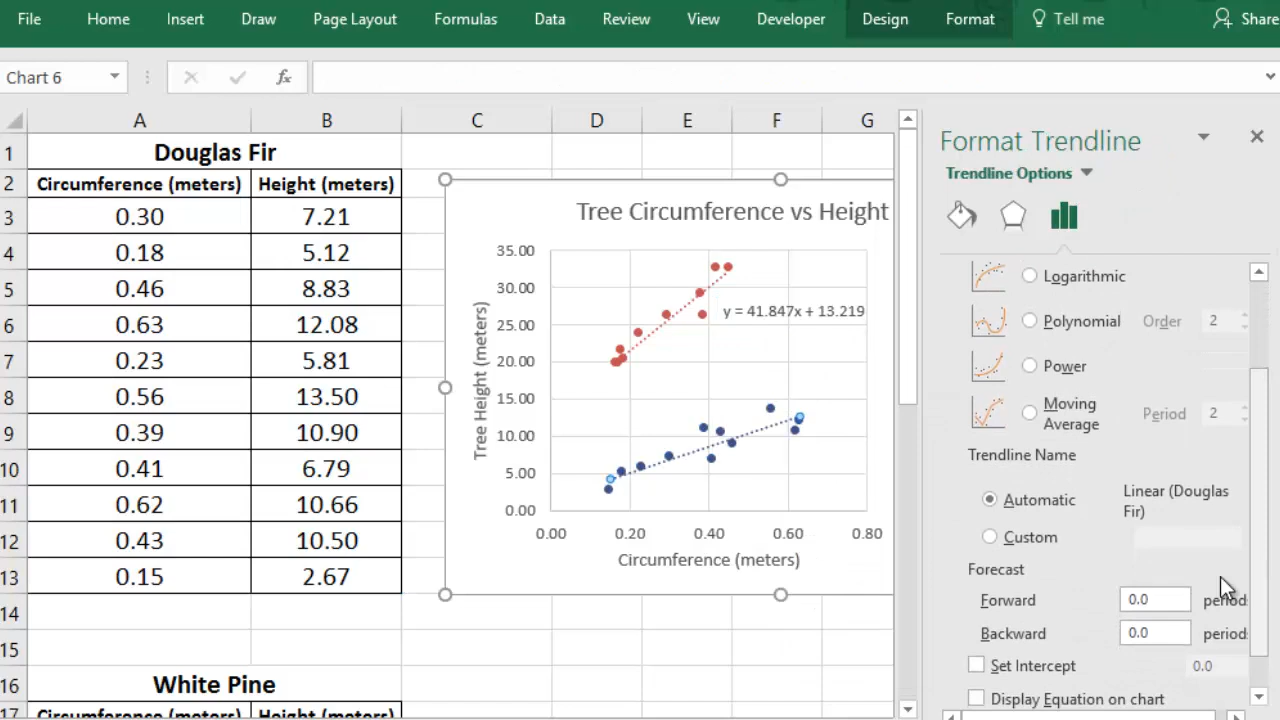 File Home Insert Draw Page Layout Formulas Data Review View Developer Design Format Tell me Share
Chart 6 fx
A B C D E F G
1 Douglas Fir
2 Circumference (meters) Height (meters)
3 0.30 7.21
4 0.18 5.12
5 0.46 8.83
6 0.63 12.08
7 0.23 5.81
8 0.56 13.50
9 0.39 10.90
10 0.41 6.79
11 0.62 10.66
12 0.43 10.50
13 0.15 2.67
14
15
16 White Pine
17 Circumference (meters) Height (meters)
Tree Circumference vs Height
35.00
30.00
25.00
20.00
15.00
10.00
5.00
0.00
Tree Height (meters)
y = 41.847x + 13.219
0.00 0.20 0.40 0.60 0.80
Circumference (meters)
Format Trendline
Trendline Options
Logarithmic
Polynomial Order 2
Power
Moving
Average
Period 2
Trendline Name
Automatic
Linear (Douglas
Fir)
Custom
Forecast
Forward 0.0 period
Backward 0.0 period
Set Intercept 0.0
Display Equation on chart